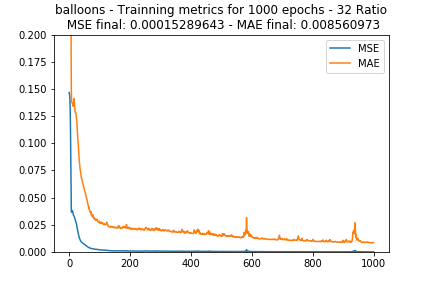 balloons - Trainning metrics for 1000 epochs - 32 Ratio
MSE final: 0.00015289643 - MAE final: 0.008560973
0.200
0.175
0.150
0.125
0.100
0.075
0.050
0.025
0.000
MSE
MAE
0 200 400 600 800 1000